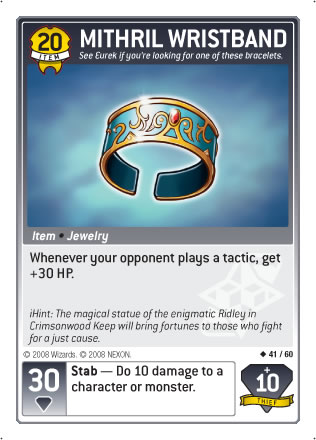 20
ITEM
MITHRIL WRISTBAND
See Eurek if you're looking for one of these bracelets.
Item • Jewelry
Whenever your opponent plays a tactic, get
+30 HP.
iHint: The magical statue of the enigmatic Ridley in
Crimsonwood Keep will bring fortunes to those who fight
for a just cause.
© 2008 Wizards. © 2008 NEXON.
◆ 41 / 60
30
Stab — Do 10 damage to a
character or monster.
+
10
THIEF